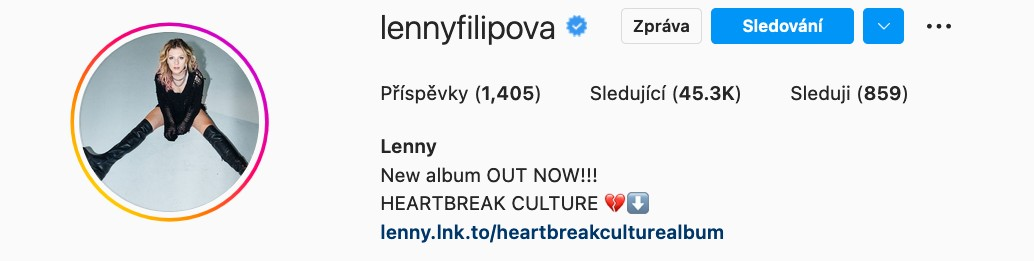 lennyfilipova Zpráva Sledování
Příspěvky (1,405) Sledující (45.3K) Sleduji (859)
Lenny
New album OUT NOW!!!
HEARTBREAK CULTURE 💔⬇️
lenny.lnk.to/heartbreakculturealbum